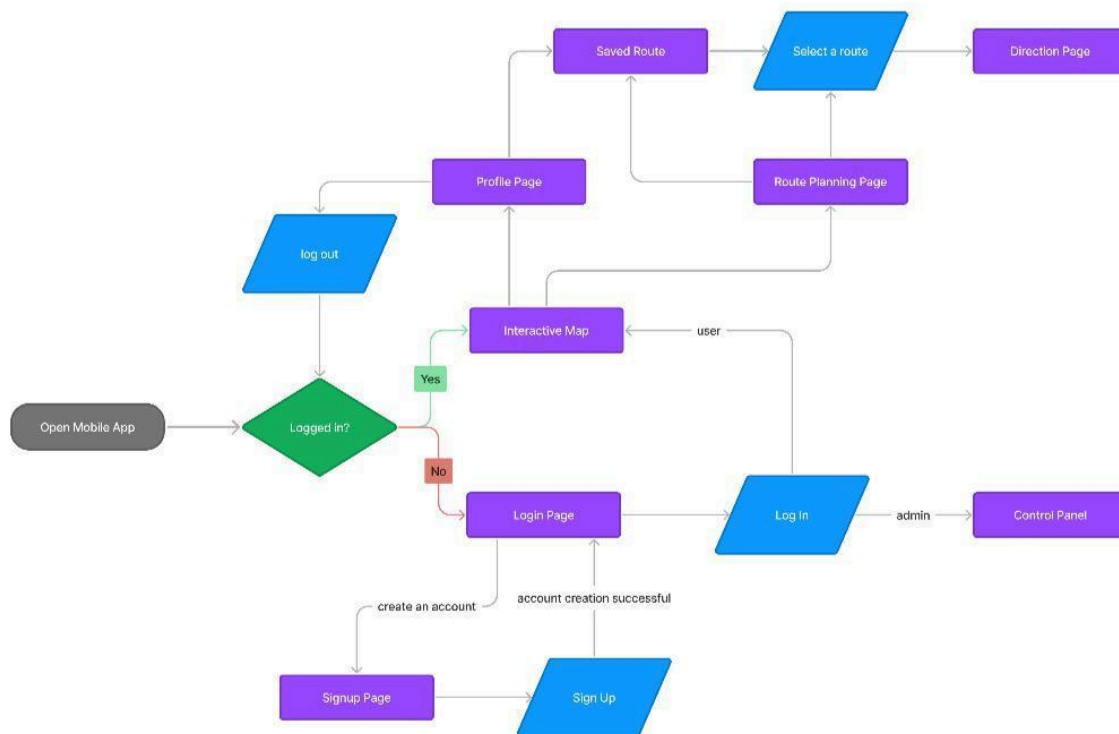 Saved Route
Select a route
Direction Page
Profile Page
Route Planning Page
log out
Interactive Map
user
Yes
Open Mobile App
Logged in?
No
Login Page
Log In
admin
Control Panel
create an account
account creation successful
Signup Page
Sign Up